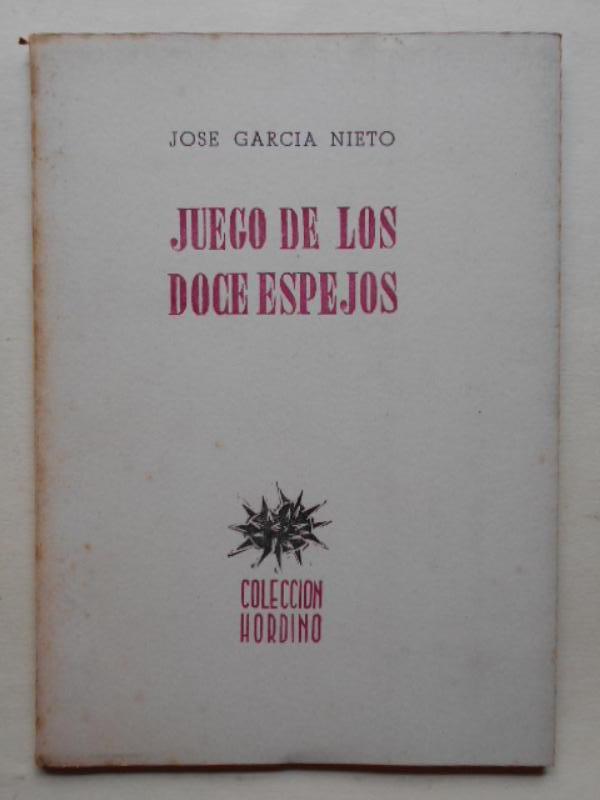 JOSE GARCIA NIETO
JUEGO DE LOS
DOCE ESPEJOS
COLECCION
HORDINO